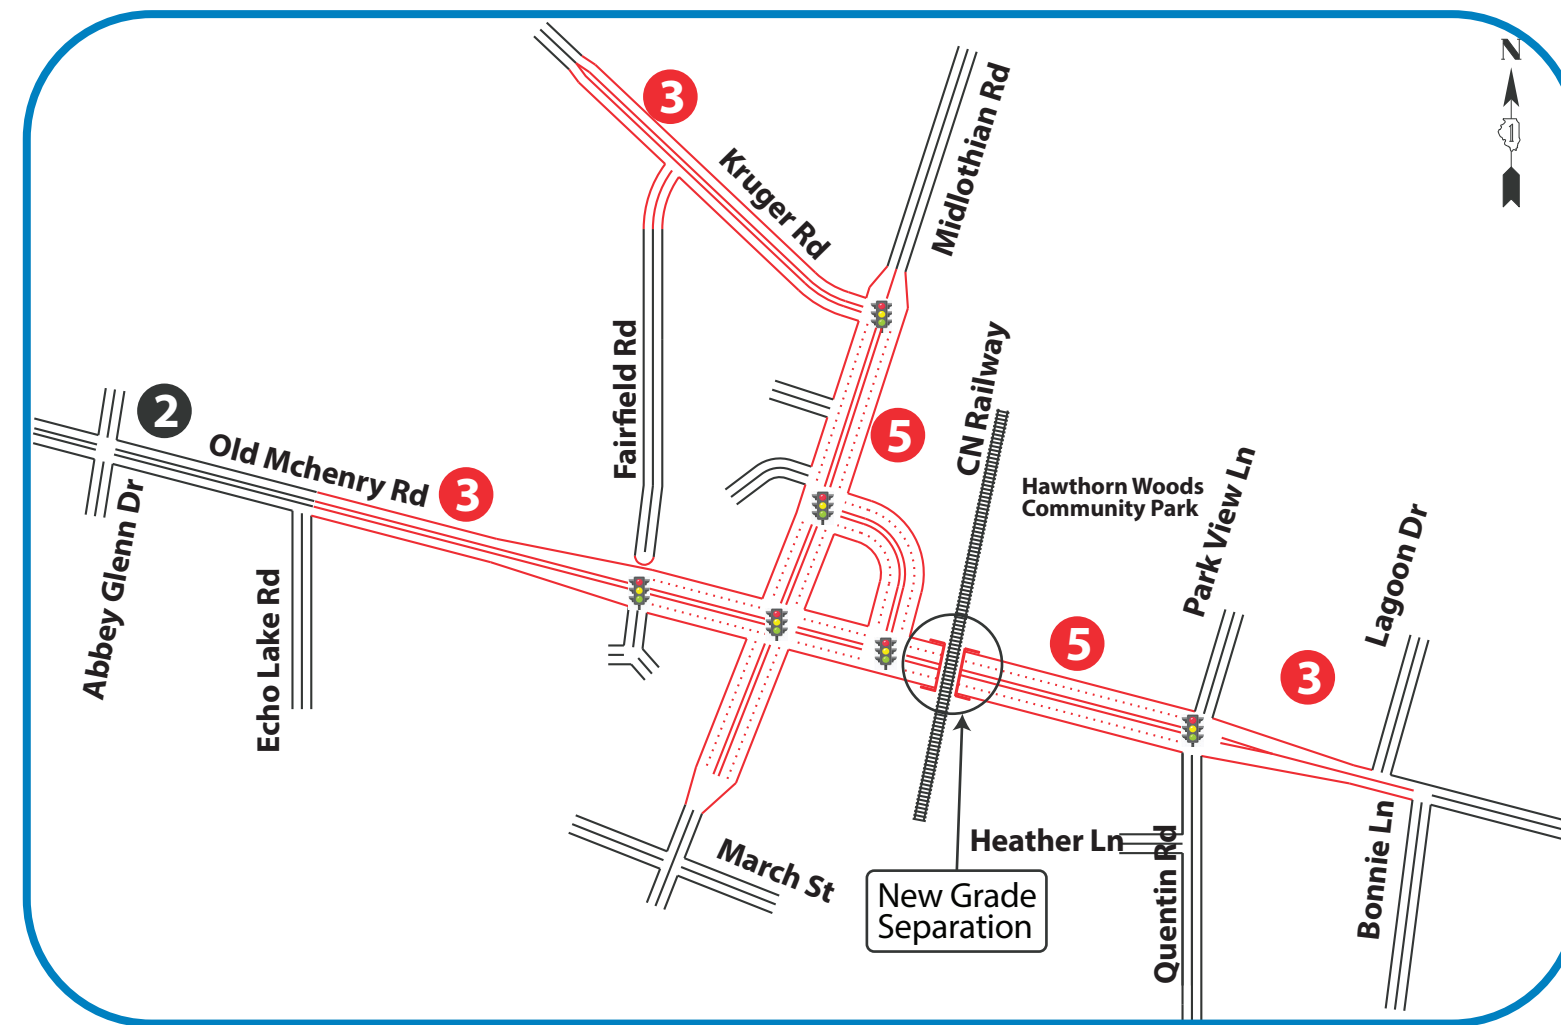 N
1
3
Kruger Rd
Midlothian Rd
Fairfield Rd
CN Railway
2
Old Mchenry Rd
3
5
Hawthorn Woods
Community Park
Park View Ln
Lagoon Dr
Abbey Glenn Dr
Echo Lake Rd
5
3
March St
Heather Ln
New Grade
Separation
Quentin Rd
Bonnie Ln